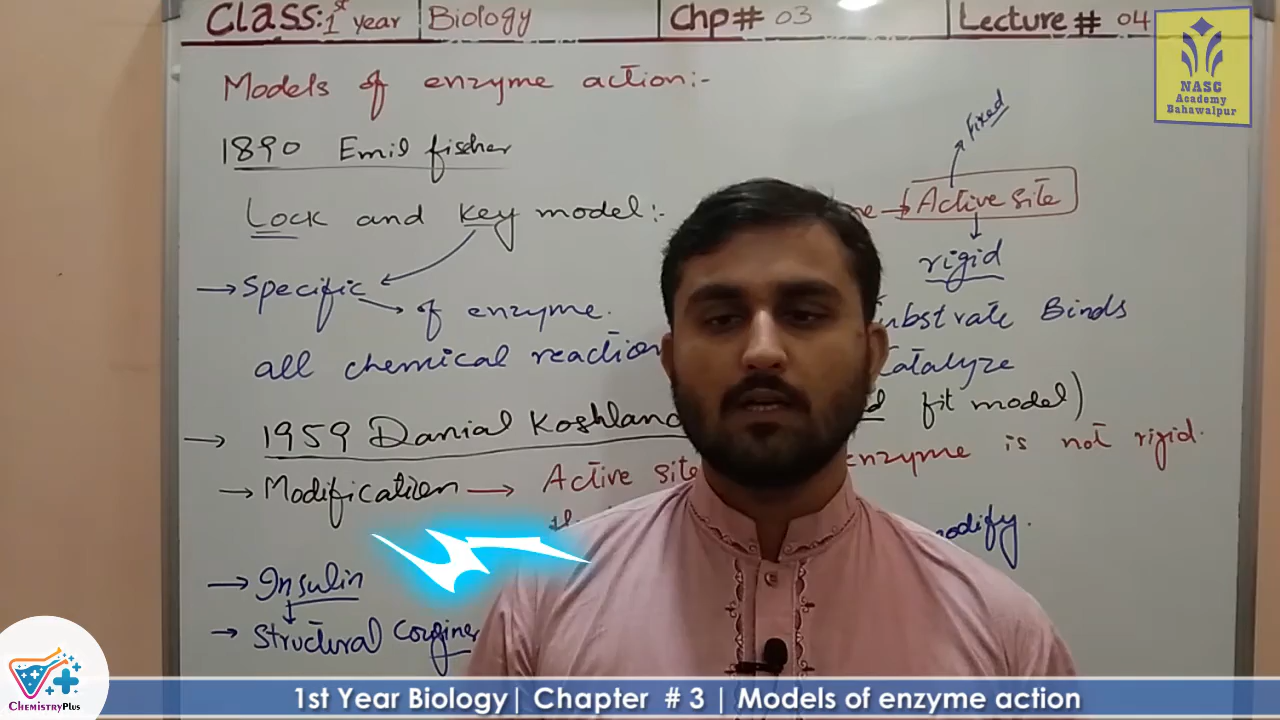 Class: 1st year | Biology | Chp # 03 | Lecture # 04
NASC
Academy
Bahawalpur
Models of enzyme action:-
Fixed
1890 Emil fischer
Active site
Lock and key model:-
rigid
→ Specific → of enzyme.
Binds
all chemical reaction
→ 1959 Danial Koshland fit model)
→ Modification → Active enzyme is not rigid.
modify.
→ Insulin
→ Structural
ChemistryPlus
1st Year Biology| Chapter # 3 | Models of enzyme action